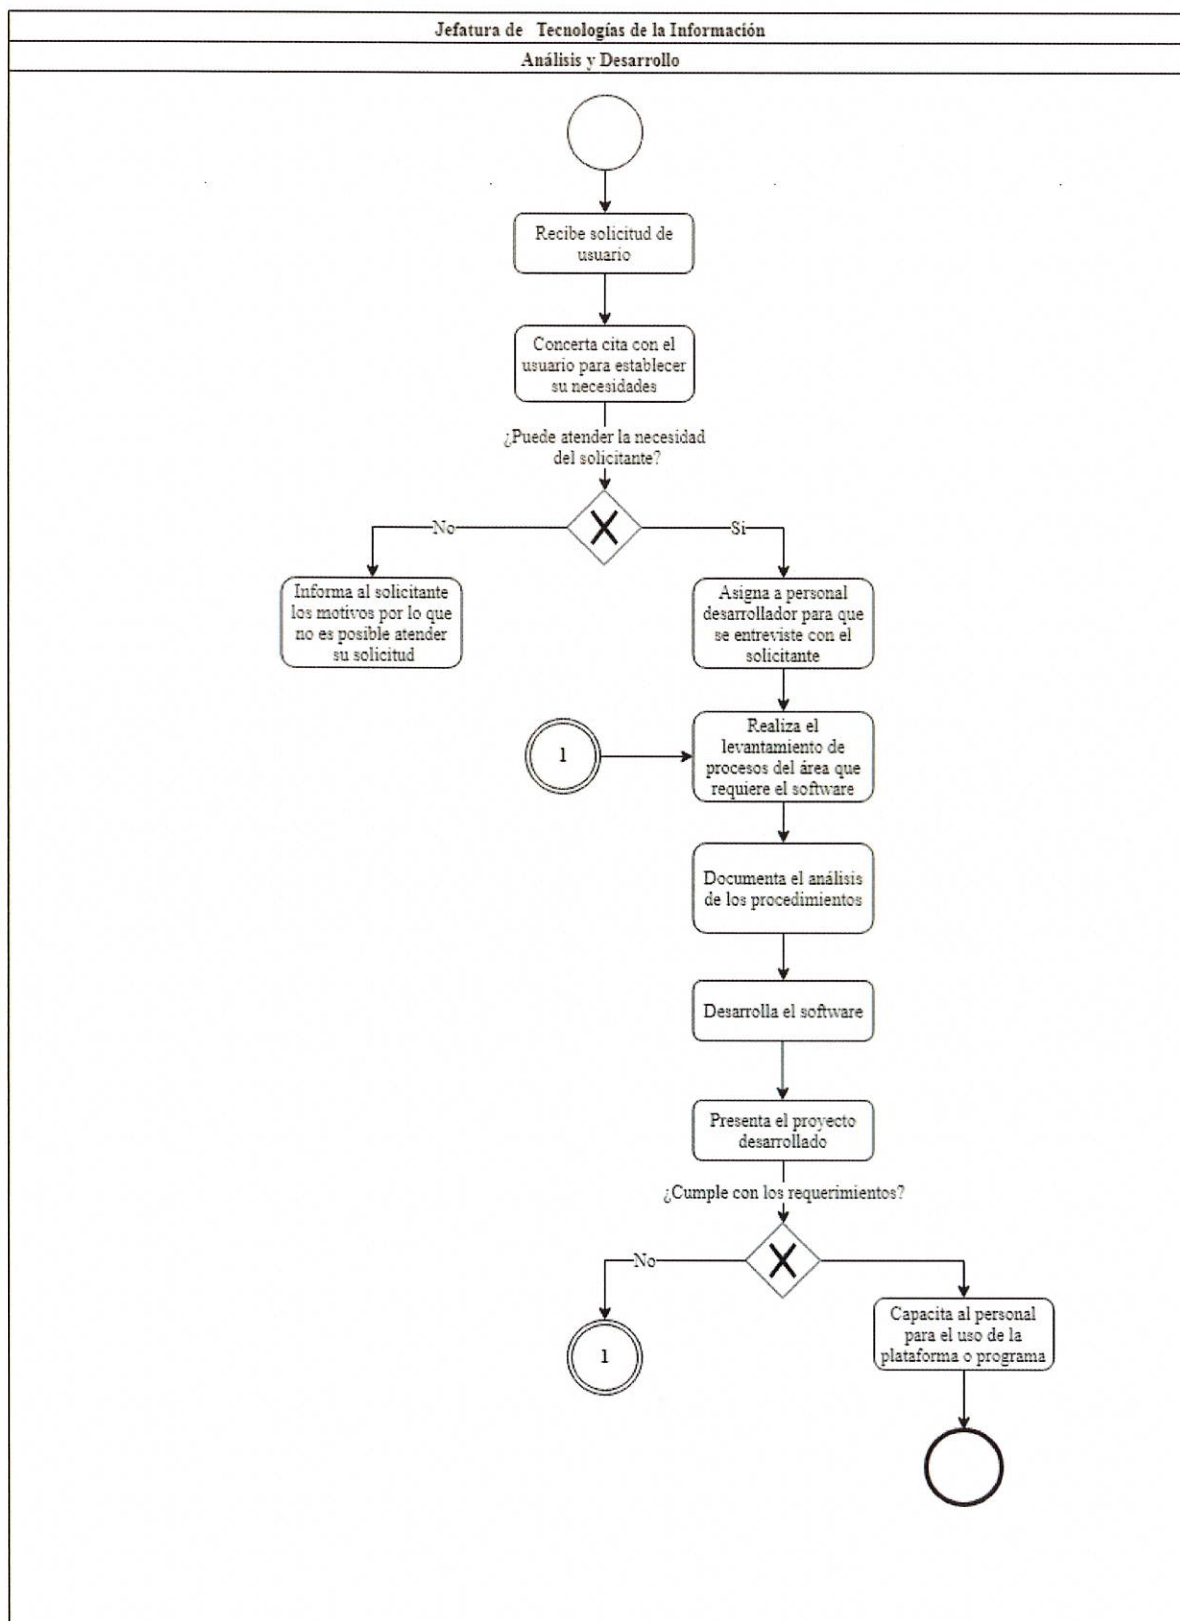 Jefatura de Tecnologías de la Información
Análisis y Desarrollo
Recibe solicitud de
usuario
Concerta cita con el
usuario para establecer
su necesidades
¿Puede atender la necesidad
del solicitante?
No
Si
Informa al solicitante
los motivos por lo que
no es posible atender
su solicitud
Asigna a personal
desarrollador para que
se entreviste con el
solicitante
1
Realiza el
levantamiento de
procesos del área que
requiere el software
Documenta el análisis
de los procedimientos
Desarrolla el software
Presenta el proyecto
desarrollado
¿Cumple con los requerimientos?
No
1
Capacita al personal
para el uso de la
plataforma o programa